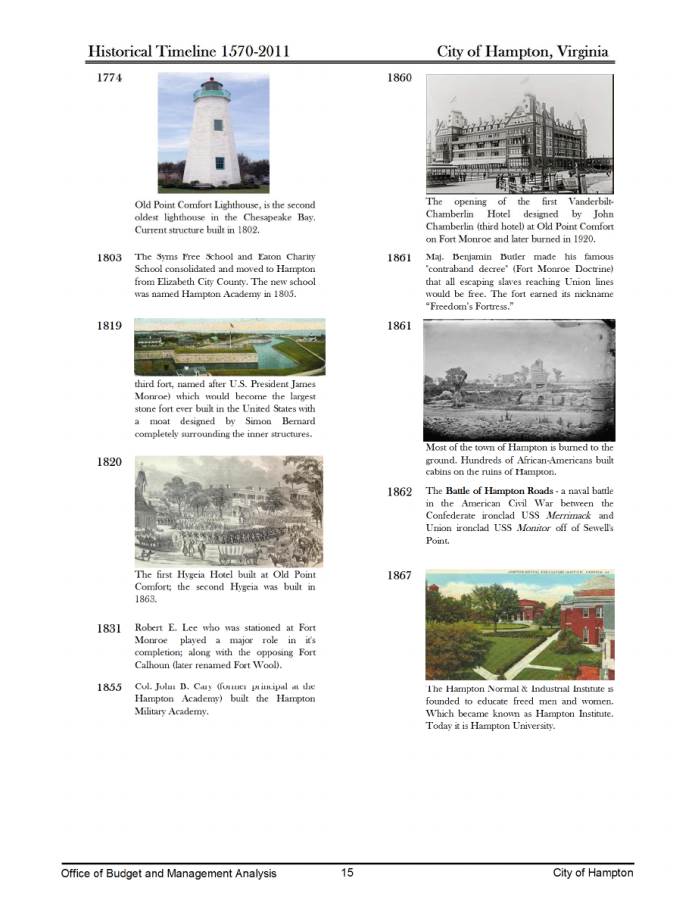 Historical Timeline 1570-2011 City of Hampton, Virginia
1774
Old Point Comfort Lighthouse, is the second
oldest lighthouse in the Chesapeake Bay.
Current structure built in 1802.
1803 The Syms Free School and Eaton Charity
School consolidated and moved to Hampton
from Elizabeth City County. The new school
was named Hampton Academy in 1805.
1819
third fort, named after U.S. President James
Monroe) which would become the largest
stone fort ever built in the United States with
a moat designed by Simon Bernard
completely surrounding the inner structures.
1820
The first Hygeia Hotel built at Old Point
Comfort; the second Hygeia was built in
1863.
1831 Robert E. Lee who was stationed at Fort
Monroe played a major role in it's
completion; along with the opposing Fort
Calhoun (later renamed Fort Wool).
1855 Col. John B. Cary (former principal at the
Hampton Academy) built the Hampton
Military Academy.
1860
The opening of the first Vanderbilt-
Chamberlin Hotel designed by John
Chamberlin (third hotel) at Old Point Comfort
on Fort Monroe and later burned in 1920.
1861 Maj. Benjamin Butler made his famous
"contraband decree" (Fort Monroe Doctrine)
that all escaping slaves reaching Union lines
would be free. The fort earned its nickname
“Freedom’s Fortress.”
1861
Most of the town of Hampton is burned to the
ground. Hundreds of African-Americans built
cabins on the ruins of Hampton.
1862 The Battle of Hampton Roads - a naval battle
in the American Civil War between the
Confederate ironclad USS Merrimack and
Union ironclad USS Monitor off of Sewell's
Point.
1867
The Hampton Normal & Industrial Institute is
founded to educate freed men and women.
Which became known as Hampton Institute.
Today it is Hampton University.
Office of Budget and Management Analysis 15 City of Hampton